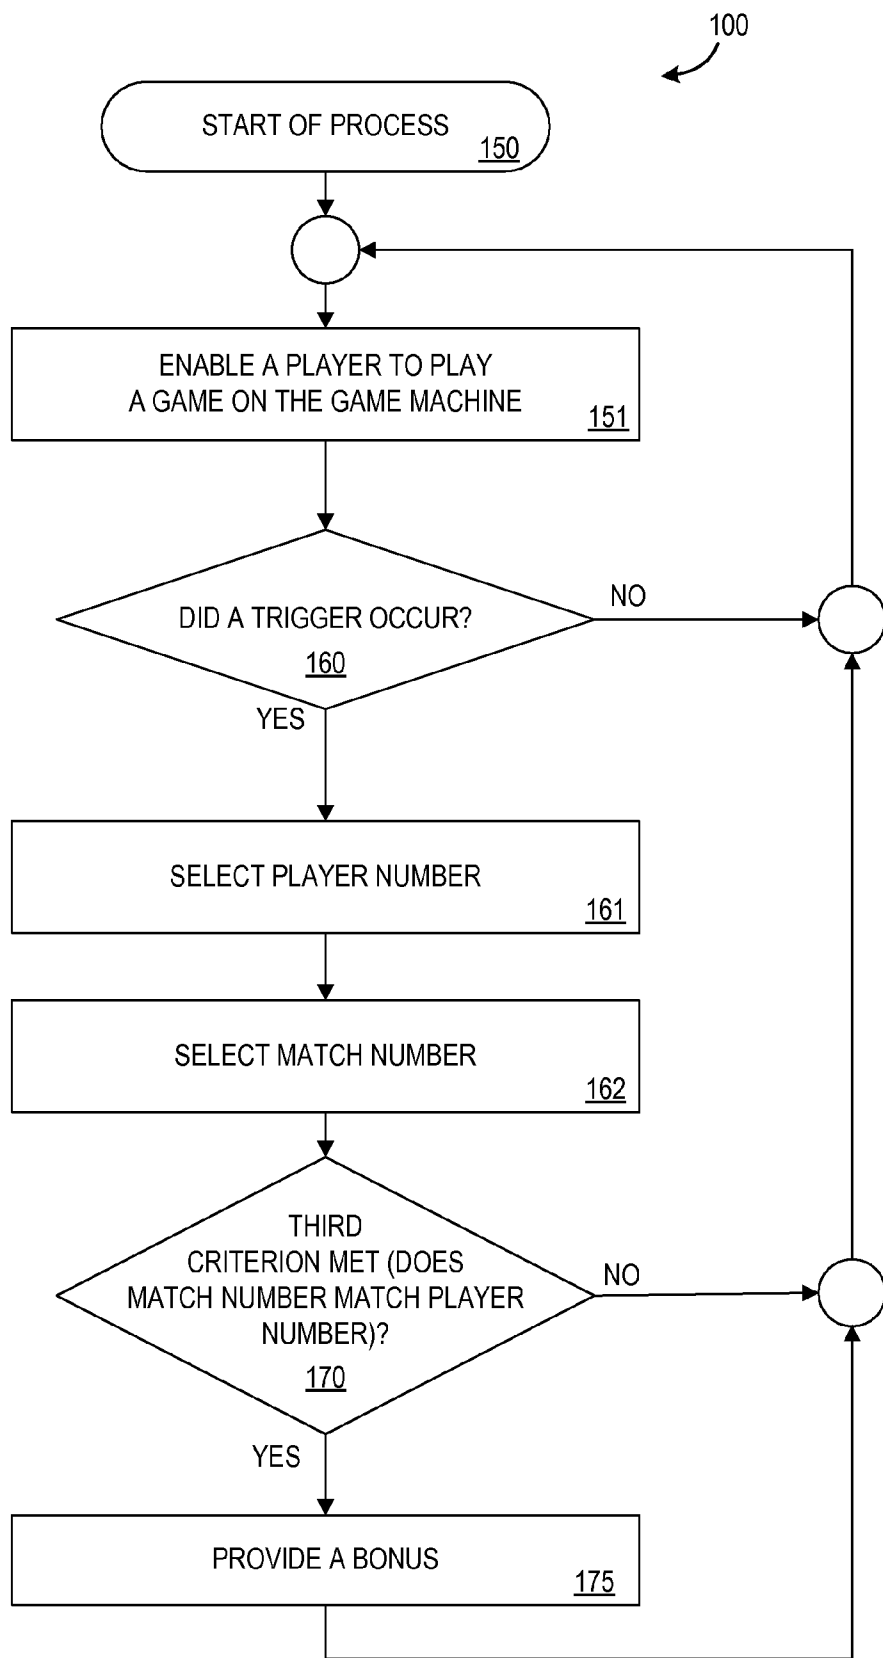 100
START OF PROCESS
150
ENABLE A PLAYER TO PLAY
A GAME ON THE GAME MACHINE
151
DID A TRIGGER OCCUR?
160
NO
YES
SELECT PLAYER NUMBER
161
SELECT MATCH NUMBER
162
THIRD
CRITERION MET (DOES
MATCH NUMBER MATCH PLAYER
NUMBER)?
170
NO
YES
PROVIDE A BONUS
175